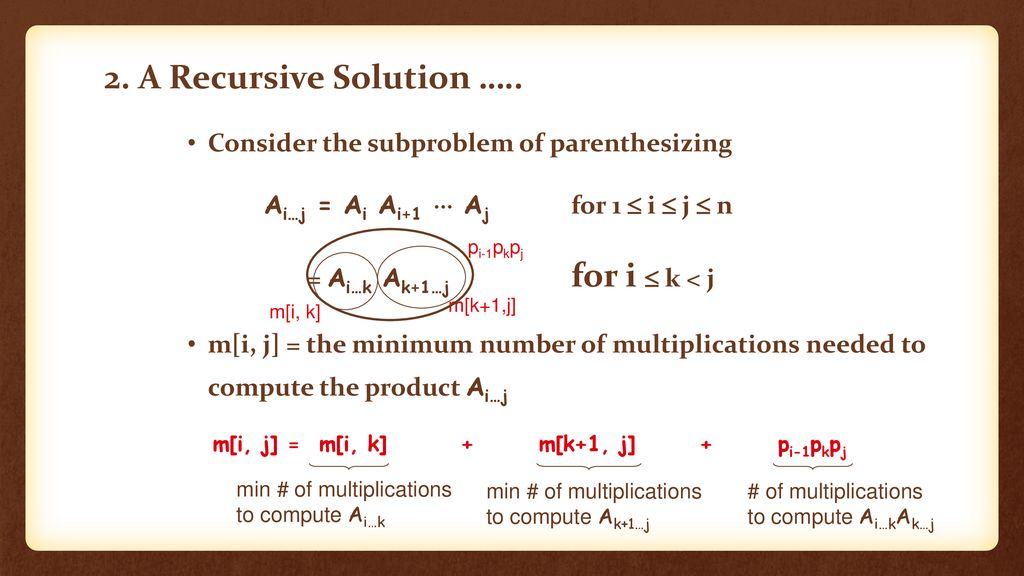 2. A Recursive Solution …..
• Consider the subproblem of parenthesizing
Ai…j = Ai Ai+1 ⋯ Aj for 1 ≤ i ≤ j ≤ n
pi-1pkpj
= Ai…k Ak+1…j for i ≤ k < j
m[i, k] m[k+1,j]
• m[i, j] = the minimum number of multiplications needed to
compute the product Ai…j
m[i, j] = m[i, k] + m[k+1, j] + pi-1pkpj
min # of multiplications min # of multiplications # of multiplications
to compute Ai…k to compute Ak+1…j to compute Ai…kAk…j